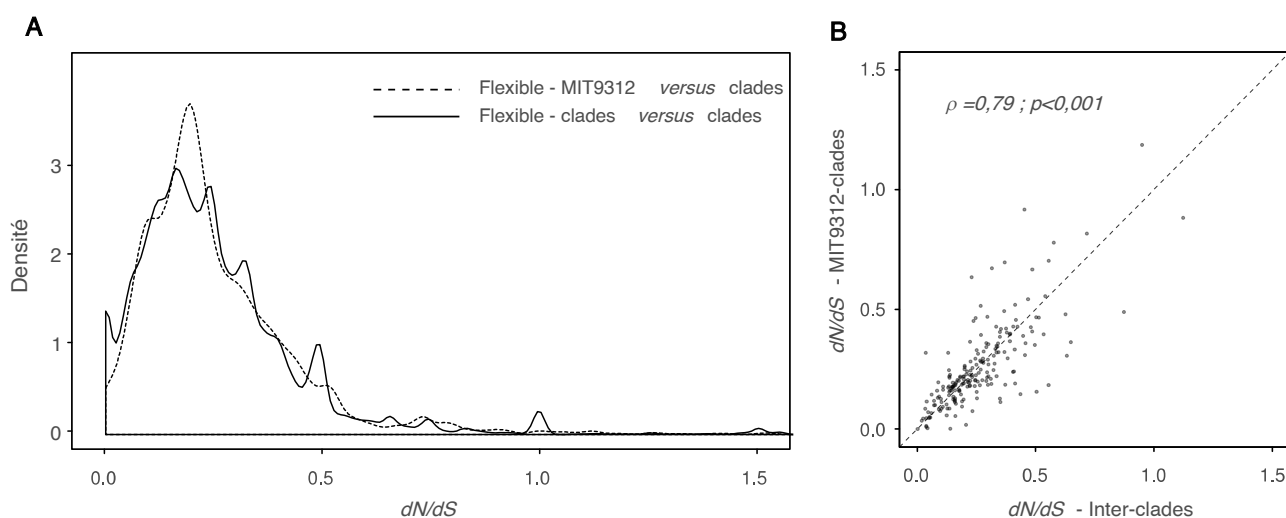 A
Flexible - MIT9312 versus clades
Flexible - clades versus clades
Densité
3
2
1
0
0.0 0.5 1.0 1.5
dN/dS
B
ρ =0,79 ; p<0,001
dN/dS - MIT9312-clades
1.5
1.0
0.5
0.0
0.0 0.5 1.0 1.5
dN/dS - Inter-clades